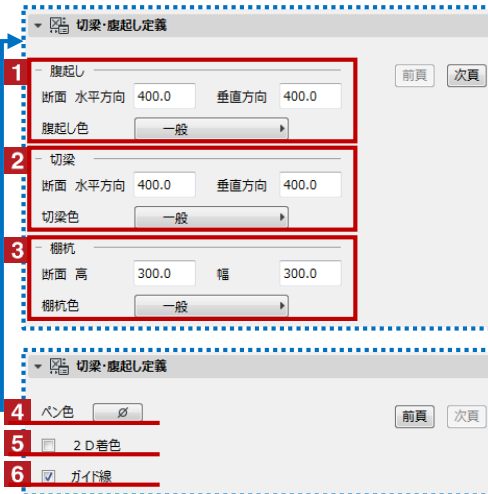 切梁･腹起し定義
1
腹起し
前頁 次頁
断面 水平方向 400.0 垂直方向 400.0
腹起し色 一般
2
切梁
断面 水平方向 400.0 垂直方向 400.0
切梁色 一般
3
棚杭
断面 高 300.0 幅 300.0
棚杭色 一般
切梁･腹起し定義
4 ペン色 ø 前頁 次頁
5 ２Ｄ着色
6 ガイド線